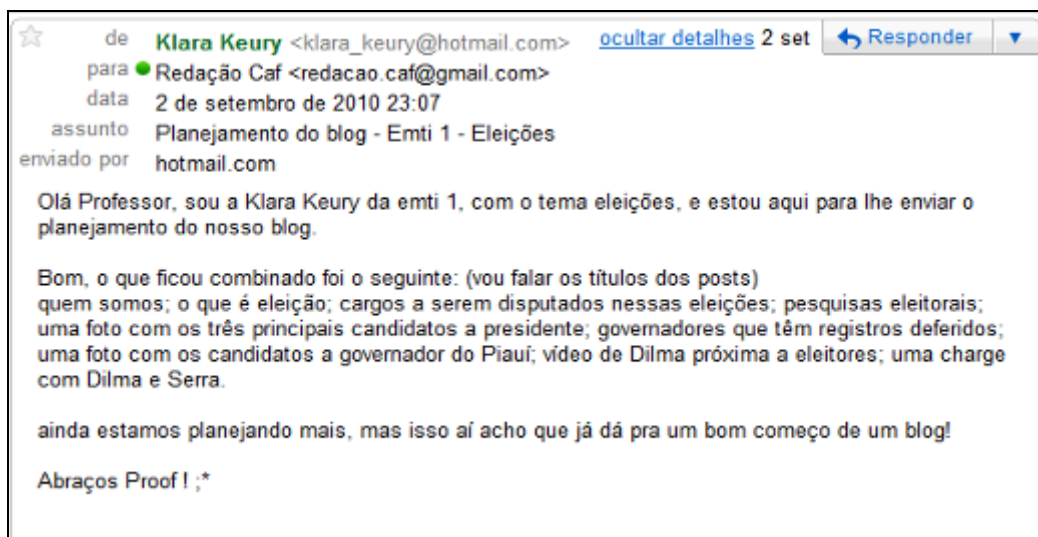 de Klara Keury <klara_keury@hotmail.com> ocultar detalhes 2 set Responder
para Redação Caf <redacao.caf@gmail.com>
data 2 de setembro de 2010 23:07
assunto Planejamento do blog - Emti 1 - Eleições
enviado por hotmail.com
Olá Professor, sou a Klara Keury da emti 1, com o tema eleições, e estou aqui para lhe enviar o
planejamento do nosso blog.
Bom, o que ficou combinado foi o seguinte: (vou falar os títulos dos posts)
quem somos; o que é eleição; cargos a serem disputados nessas eleições; pesquisas eleitorais;
uma foto com os três principais candidatos a presidente; governadores que têm registros deferidos;
uma foto com os candidatos a governador do Piauí; vídeo de Dilma próxima a eleitores; uma charge
com Dilma e Serra.
ainda estamos planejando mais, mas isso aí acho que já dá pra um bom começo de um blog!
Abraços Proof ! ;*